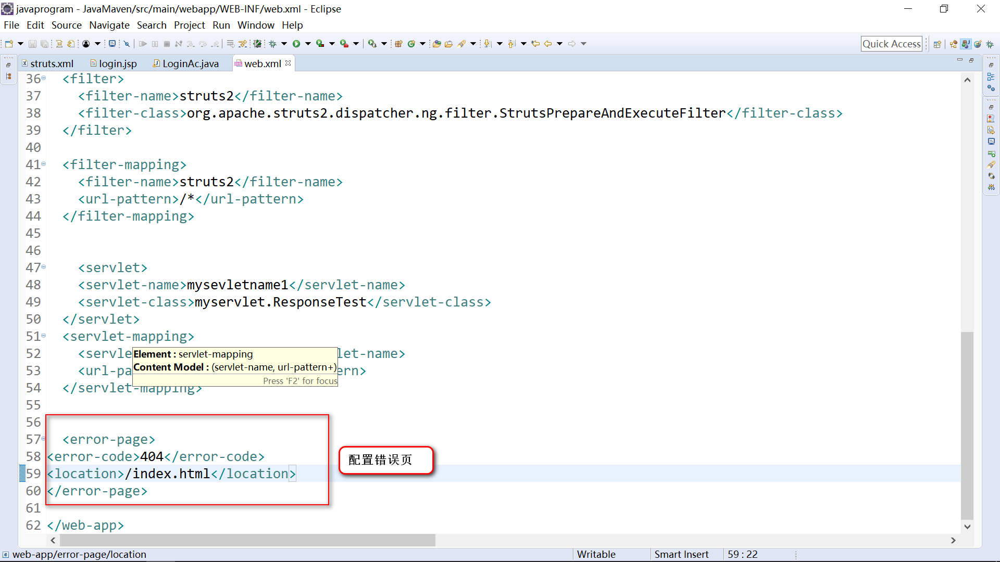 javaprogram - JavaMaven/src/main/webapp/WEB-INF/web.xml - Eclipse
File Edit Source Navigate Search Project Run Window Help
Quick Access
struts.xml login.jsp LoginAc.java web.xml
36 <filter>
37 <filter-name>struts2</filter-name>
38 <filter-class>org.apache.struts2.dispatcher.ng.filter.StrutsPrepareAndExecuteFilter</filter-class>
39 </filter>
40
41 <filter-mapping>
42 <filter-name>struts2</filter-name>
43 <url-pattern>/*</url-pattern>
44 </filter-mapping>
45
46
47 <servlet>
48 <servlet-name>mysevletname1</servlet-name>
49 <servlet-class>myservlet.ResponseTest</servlet-class>
50 </servlet>
51 <servlet-mapping>
52 <servle let-name>
Element : servlet-mapping
Content Model : (servlet-name, url-pattern+)
53 <url-pa ern>
Press 'F2' for focus
54 </servlet-mapping>
55
56
57 <error-page>
58 <error-code>404</error-code>
配置错误页
59 <location>/index.html</location>
60 </error-page>
61
62 </web-app>
web-app/error-page/location Writable Smart Insert 59 : 22